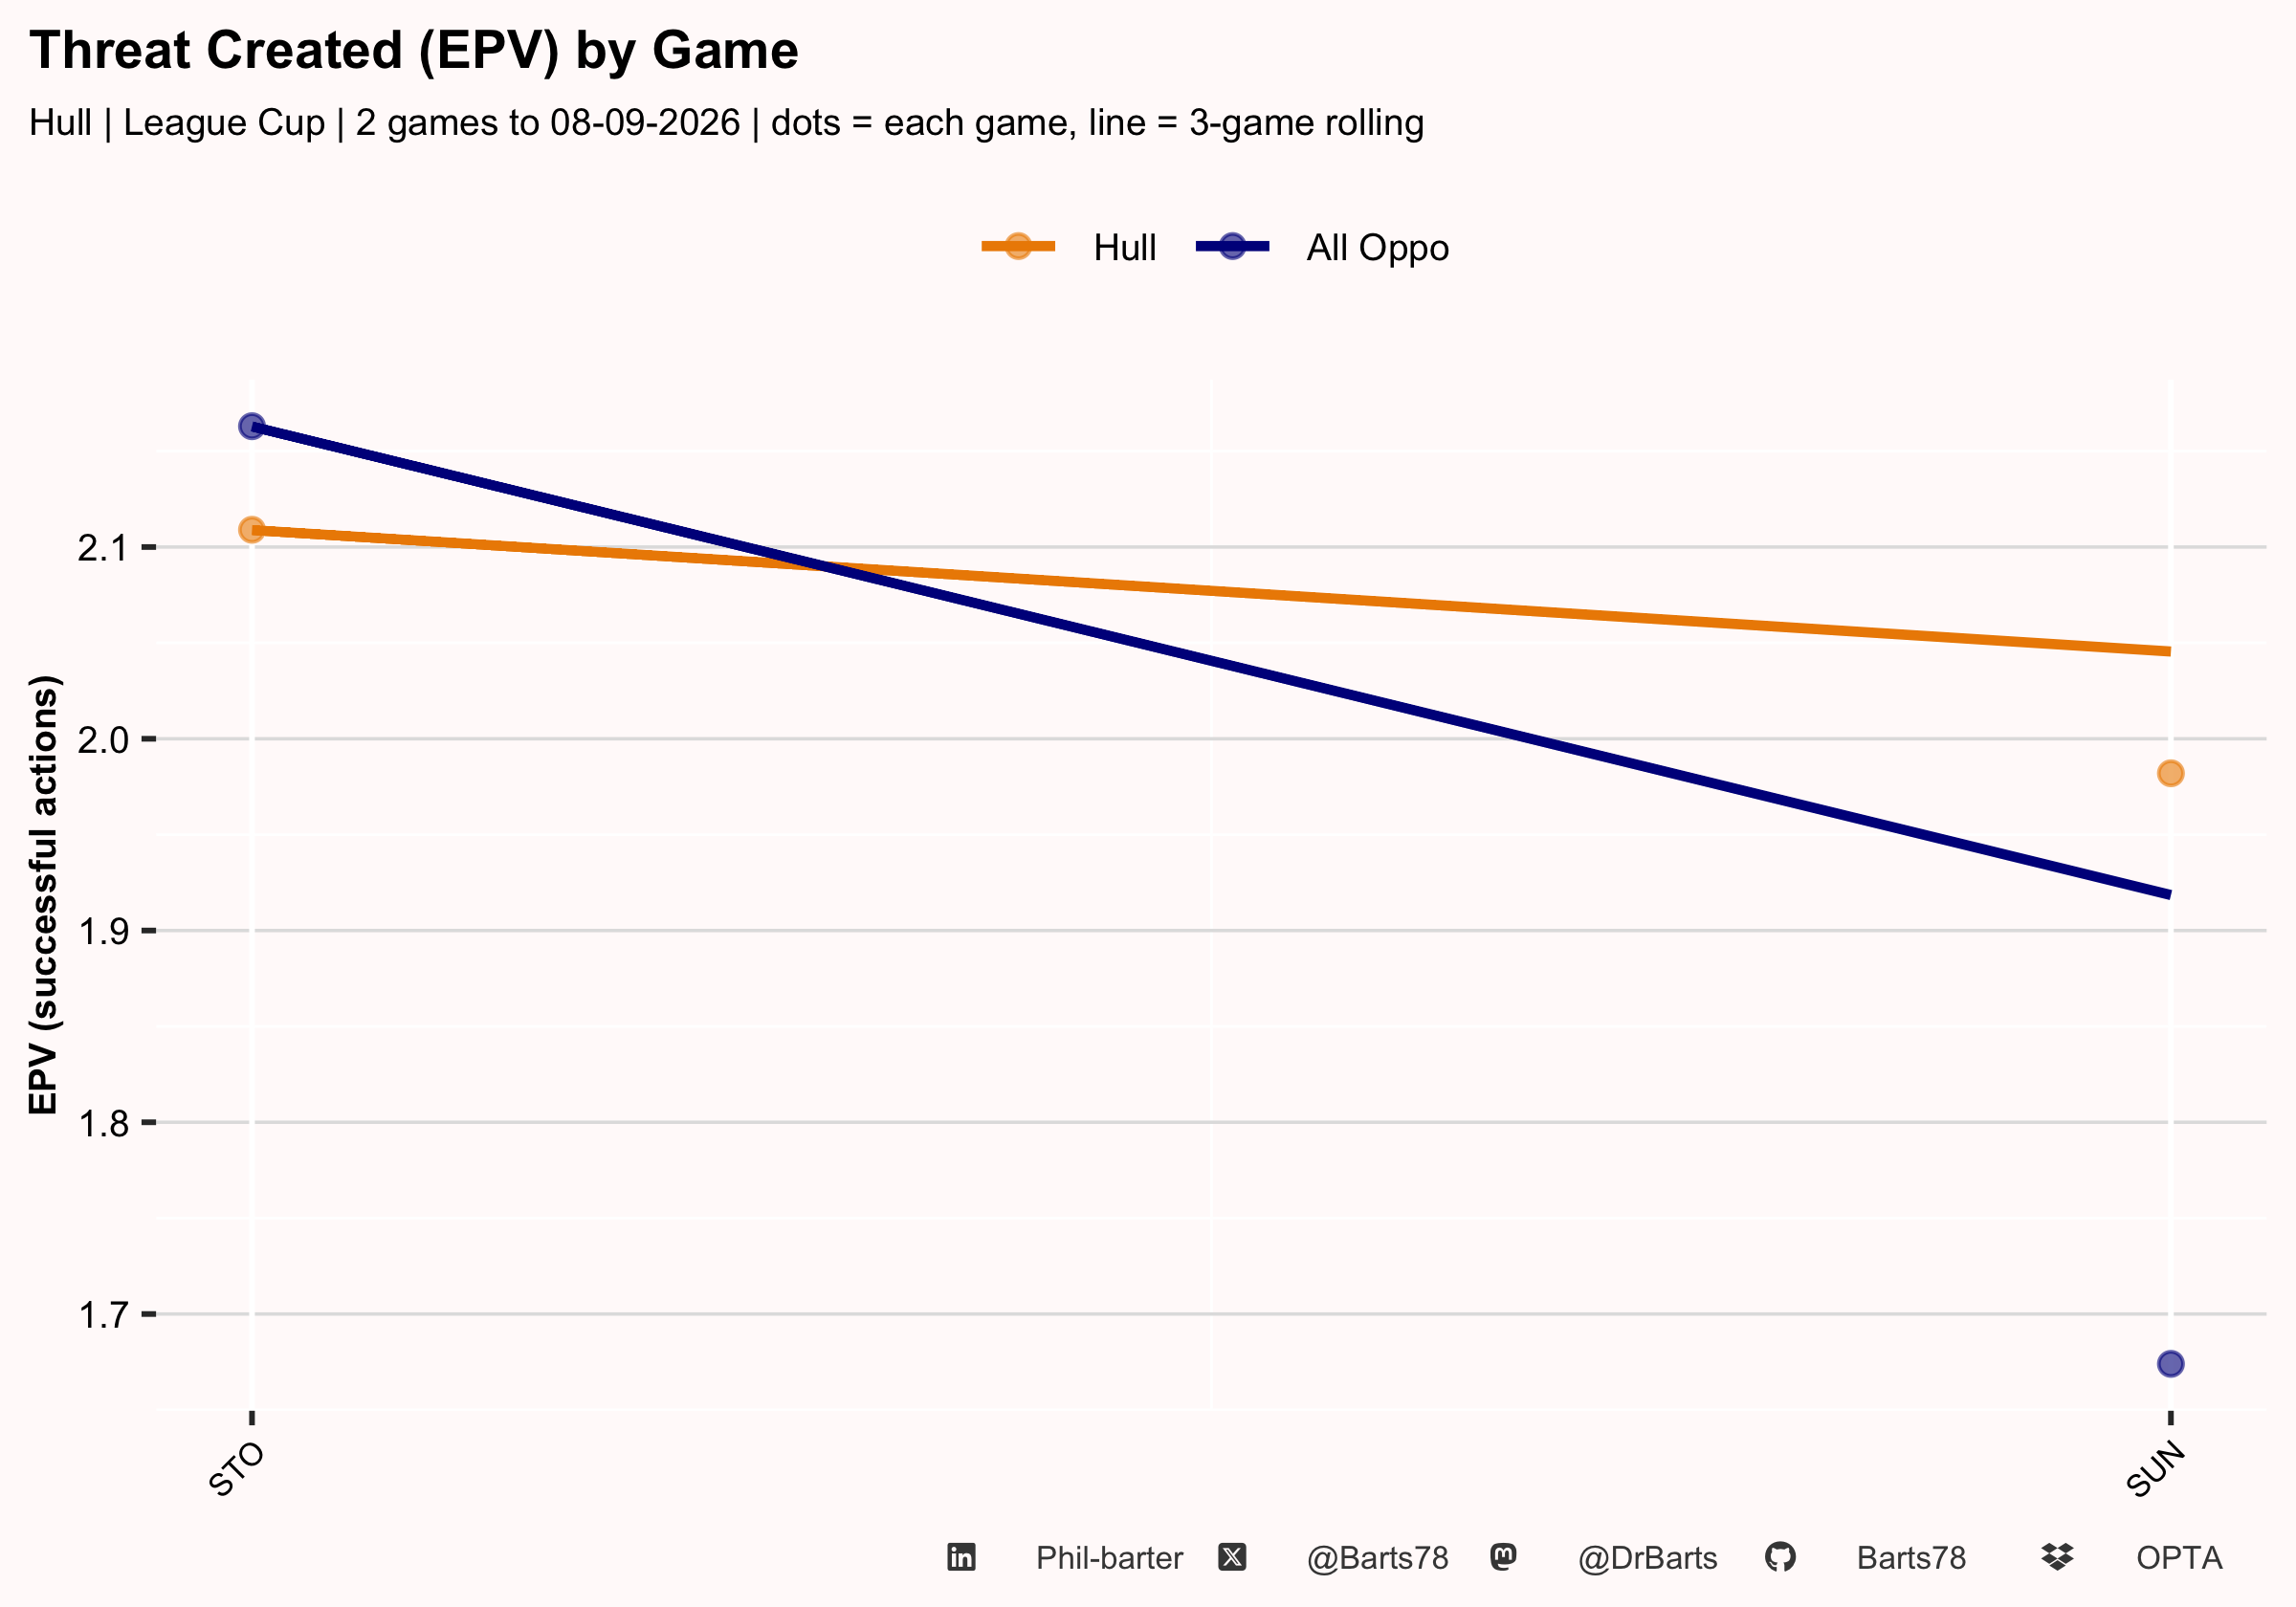 Threat Created (EPV) by Game
Hull | League Cup | 2 games to 08-09-2026 | dots = each game, line = 3-game rolling
Hull
All Oppo
EPV (successful actions)
2.1
2.0
1.9
1.8
1.7
STO
SUN
Phil-barter @Barts78 @DrBarts Barts78 OPTA